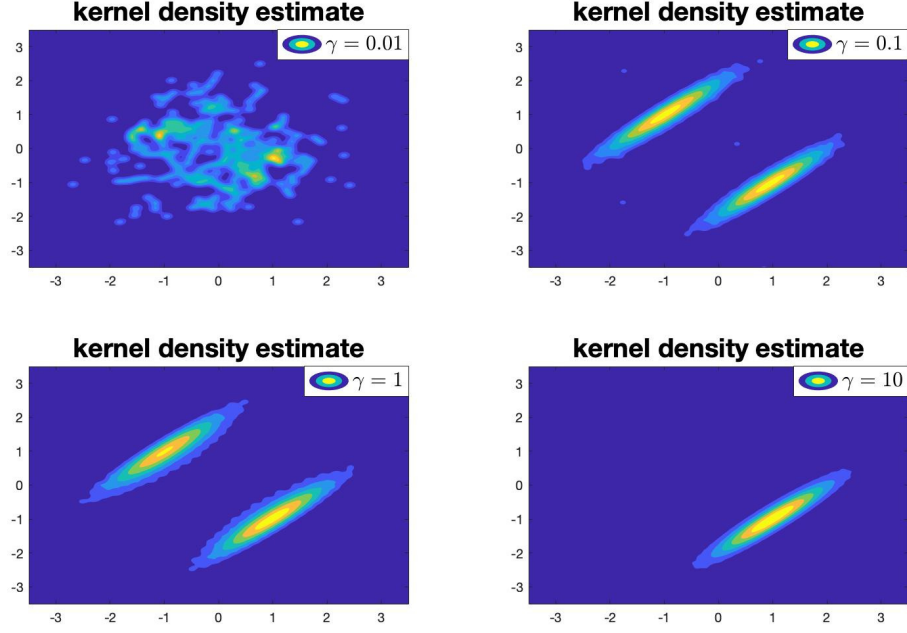 kernel density estimate
γ = 0.01
3
2
1
0
-1
-2
-3
-3 -2 -1 0 1 2 3
kernel density estimate
γ = 0.1
3
2
1
0
-1
-2
-3
-3 -2 -1 0 1 2 3
kernel density estimate
γ = 1
3
2
1
0
-1
-2
-3
-3 -2 -1 0 1 2 3
kernel density estimate
γ = 10
3
2
1
0
-1
-2
-3
-3 -2 -1 0 1 2 3